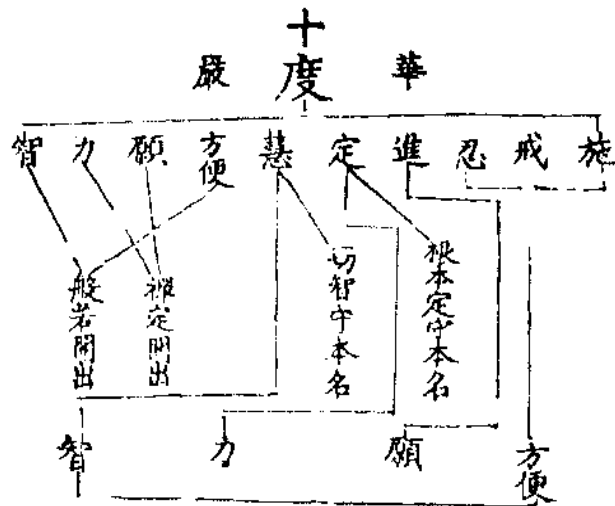 十度
華嚴
施 戒 忍 進 定 慧 方便 願 力 智
根本定中本名
一切智中本名
禪定開出
般若開出
方便 願 力 智